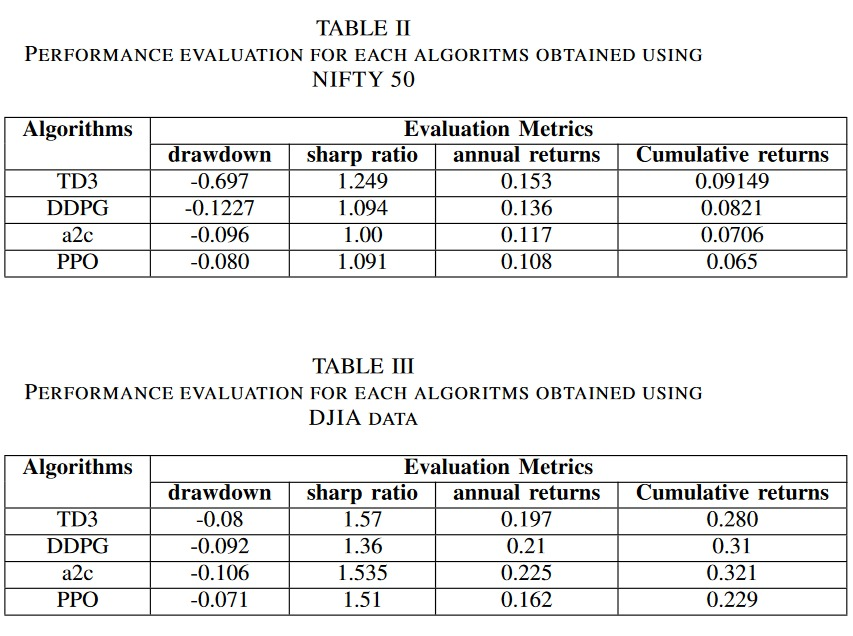 TABLE II
PERFORMANCE EVALUATION FOR EACH ALGORITMS OBTAINED USING
NIFTY 50
Algorithms Evaluation Metrics
drawdown sharp ratio annual returns Cumulative returns
TD3 -0.697 1.249 0.153 0.09149
DDPG -0.1227 1.094 0.136 0.0821
a2c -0.096 1.00 0.117 0.0706
PPO -0.080 1.091 0.108 0.065
TABLE III
PERFORMANCE EVALUATION FOR EACH ALGORITMS OBTAINED USING
DJIA DATA
Algorithms Evaluation Metrics
drawdown sharp ratio annual returns Cumulative returns
TD3 -0.08 1.57 0.197 0.280
DDPG -0.092 1.36 0.21 0.31
a2c -0.106 1.535 0.225 0.321
PPO -0.071 1.51 0.162 0.229